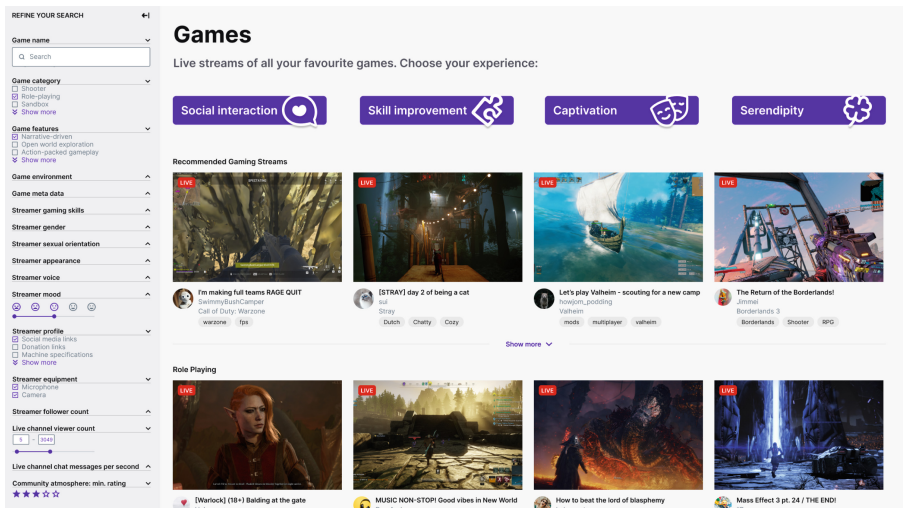 REFINE YOUR SEARCH
Game name
Search
Game category
Shooter
Role-playing
Sandbox
Show more
Game features
Narrative-driven
Open world exploration
Action-packed gameplay
Show more
Game environment
Game meta data
Streamer gaming skills
Streamer gender
Streamer sexual orientation
Streamer appearance
Streamer voice
Streamer mood
Streamer profile
Social media links
Donation links
Machine specifications
Show more
Streamer equipment
Microphone
Camera
Streamer follower count
Live channel viewer count
5 - 3049
Live channel chat messages per second
Community atmosphere: min. rating
Games
Live streams of all your favourite games. Choose your experience:
Social interaction
Skill improvement
Captivation
Serendipity
Recommended Gaming Streams
LIVE
LIVE
LIVE
LIVE
I'm making full teams RAGE QUIT
SwimmyBushCamper
Call of Duty: Warzone
warzone fps
[STRAY] day 2 of being a cat
sui
Stray
Dutch Chatty Cozy
Let's play Valheim - scouting for a new camp
howjom_podding
Valheim
mods multiplayer valheim
The Return of the Borderlands!
Jimmei
Borderlands 3
Borderlands Shooter RPG
Show more
Role Playing
LIVE
LIVE
LIVE
LIVE
[Warlock] (18+) Balding at the gate
MUSIC NON-STOP! Good vibes in New World
How to beat the lord of blasphemy
Mass Effect 3 pt. 24 / THE END!